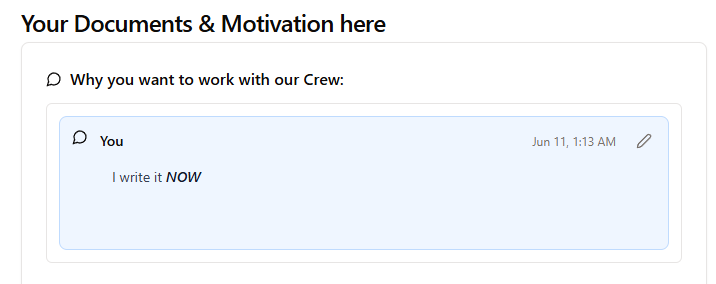 Your Documents & Motivation here
Why you want to work with our Crew:
You
Jun 11, 1:13 AM
I write it NOW